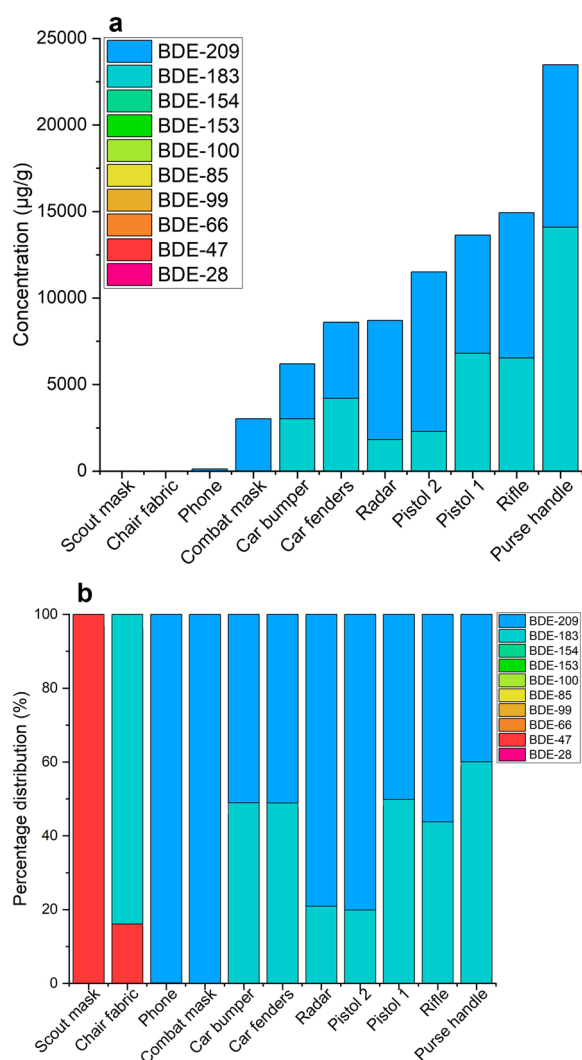 a
25000
20000
15000
10000
5000
0
Concentration (µg/g)
BDE-209
BDE-183
BDE-154
BDE-153
BDE-100
BDE-85
BDE-99
BDE-66
BDE-47
BDE-28
Scout mask
Chair fabric
Phone
Combat mask
Car bumper
Car fenders
Radar
Pistol 2
Pistol 1
Rifle
Purse handle
b
100
80
60
40
20
0
Percentage distribution (%)
BDE-209
BDE-183
BDE-154
BDE-153
BDE-100
BDE-85
BDE-99
BDE-66
BDE-47
BDE-28
Scout mask
Chair fabric
Phone
Combat mask
Car bumper
Car fenders
Radar
Pistol 2
Pistol 1
Rifle
Purse handle